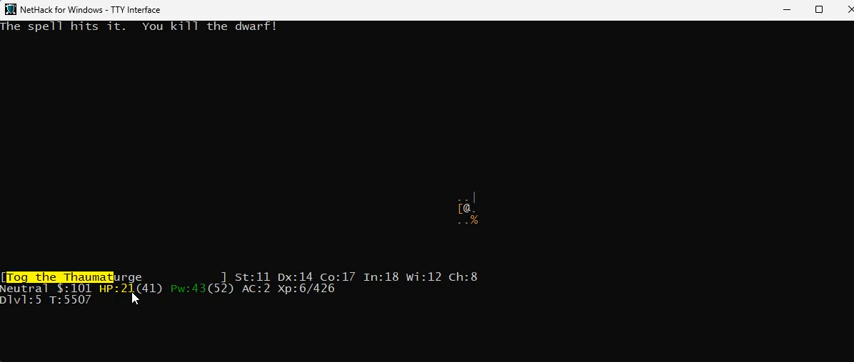 NetHack for Windows - TTY Interface
The spell hits it.  You kill the dwarf!
..|
[@.
..%
[Tog the Thaumaturge          ] St:11 Dx:14 Co:17 In:18 Wi:12 Ch:8
Neutral $:101 HP:21(41) Pw:43(52) AC:2 Xp:6/426
Dlvl:5 T:5507